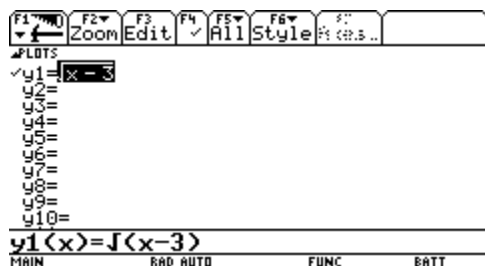 F1 F2 F3 F4 F5 F6
Zoom Edit ✓ All Style
PLOTS
✓y1=√x - 3
y2=
y3=
y4=
y5=
y6=
y7=
y8=
y9=
y10=
y1(x)=√(x-3)
MAIN RAD AUTO FUNC BATT